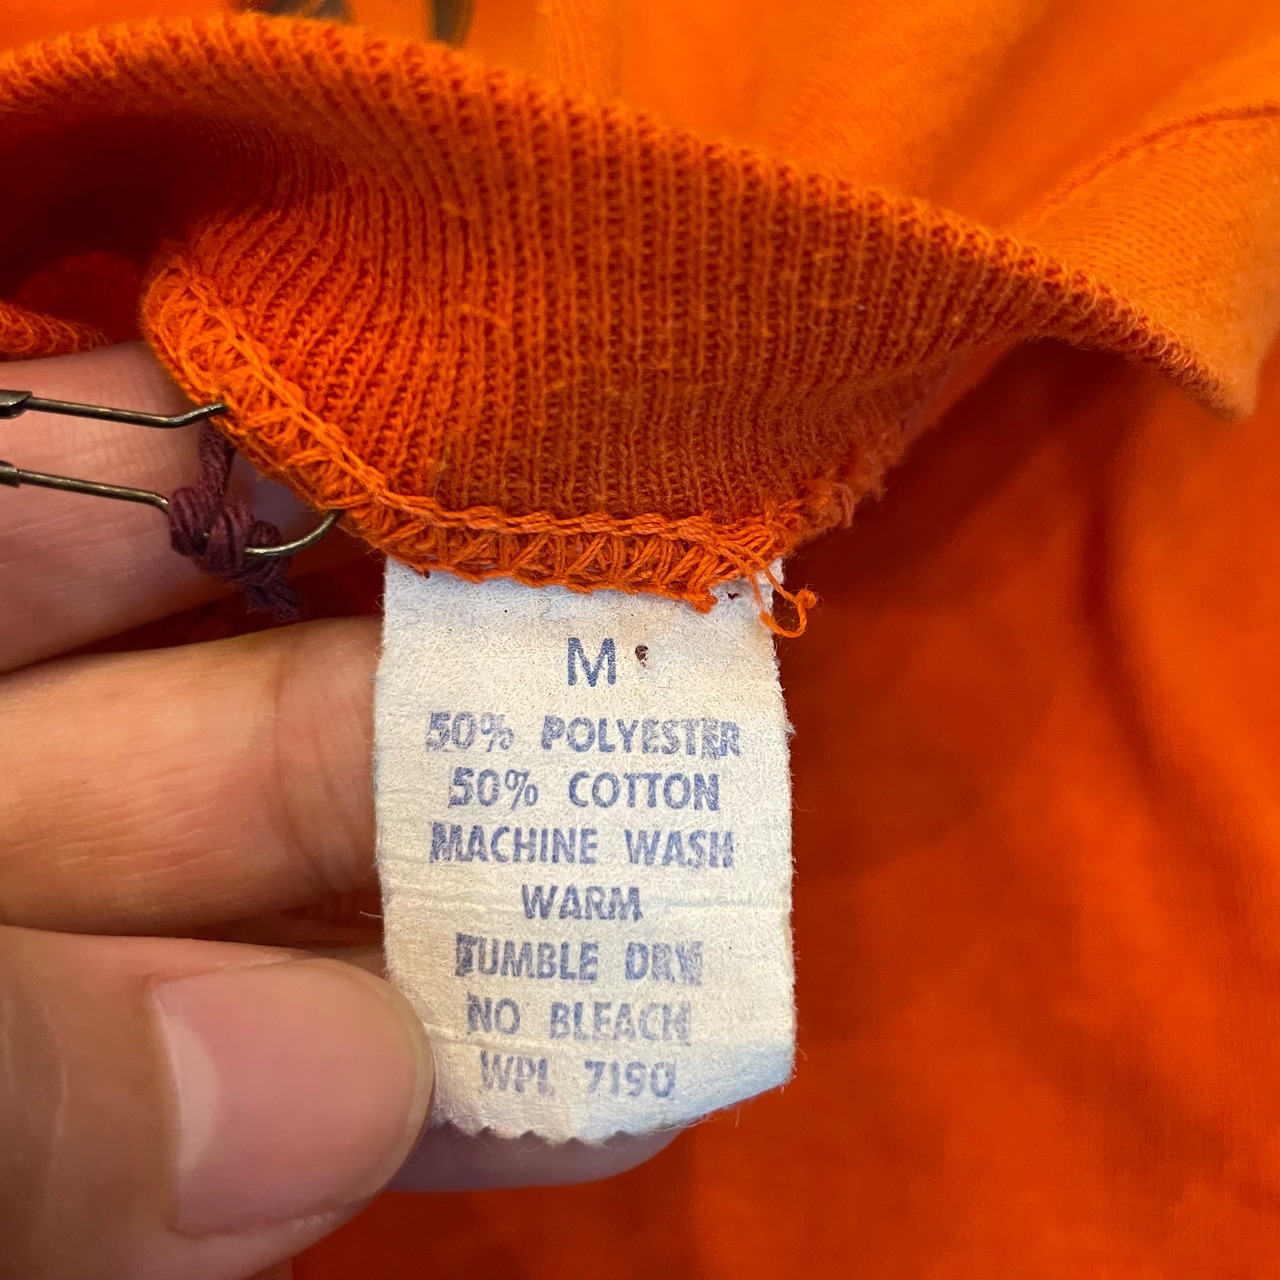 M
50% POLYESTER
50% COTTON
MACHINE WASH
WARM
TUMBLE DRY
NO BLEACH
WPL 7190